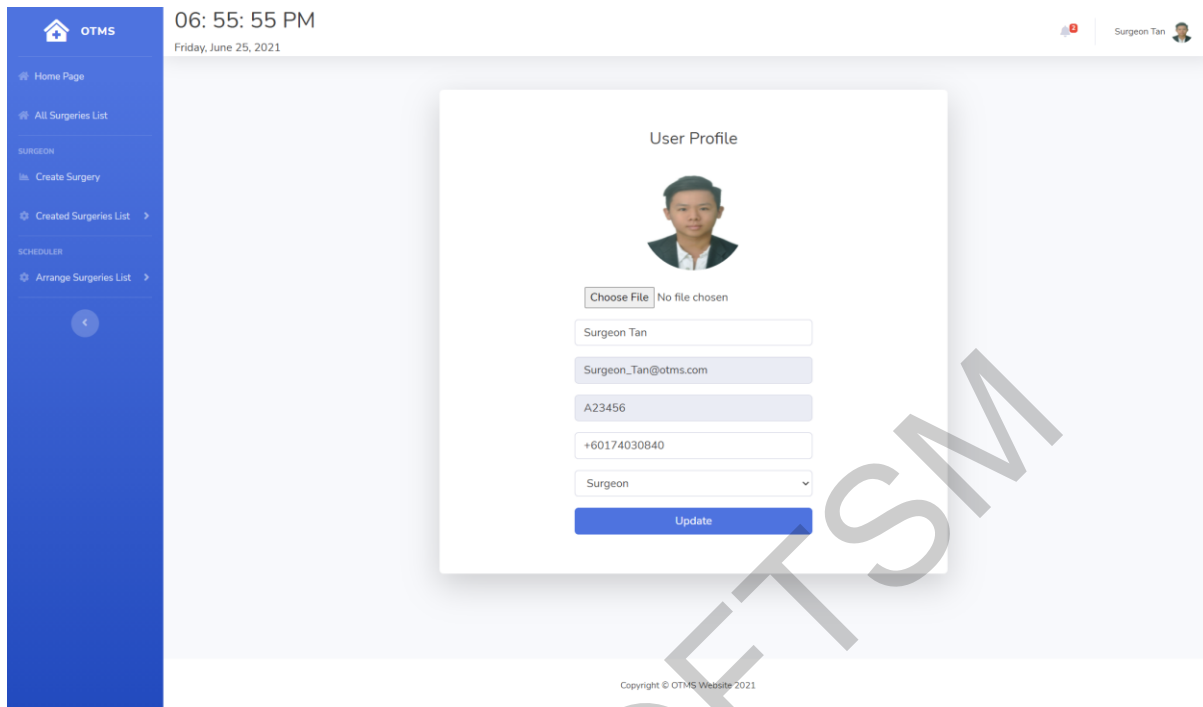 OTMS
06: 55: 55 PM
Friday, June 25, 2021
2
Surgeon Tan
Home Page
All Surgeries List
SURGEON
Create Surgery
Created Surgeries List
SCHEDULER
Arrange Surgeries List
User Profile
Choose File No file chosen
Surgeon Tan
Surgeon_Tan@otms.com
A23456
+60174030840
Surgeon
Update
Copyright © OTMS Website 2021
FTSM